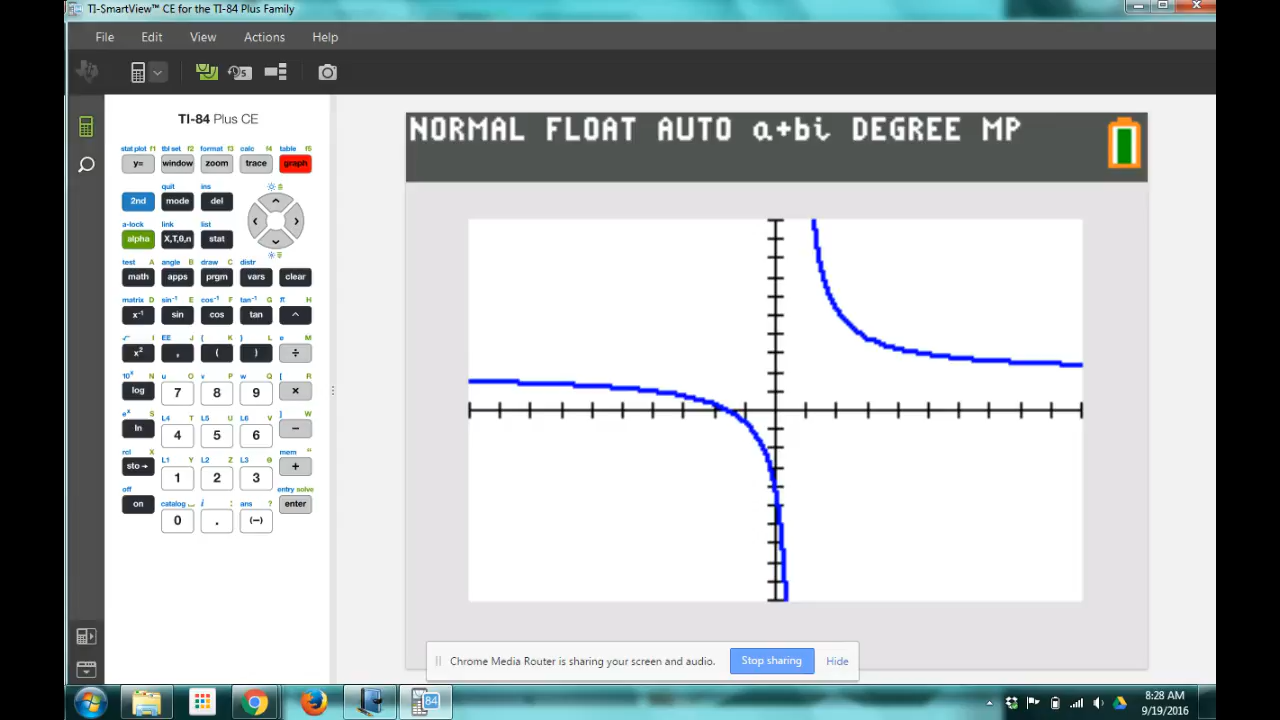 TI-SmartView™ CE for the TI-84 Plus Family
File Edit View Actions Help
TI-84 Plus CE
NORMAL FLOAT AUTO a+bi DEGREE MP
stat plot f1 tbl set f2 format f3 calc f4 table f5
y= window zoom trace graph
quit ins
2nd mode del
a-lock link list
alpha X,T,θ,n stat
test A angle B draw C distr
math apps prgm vars clear
matrix D sin⁻¹ E cos⁻¹ F tan⁻¹ G π H
x⁻¹ sin cos tan ^
√ I EE J { K } L e M
x² , ( ) ÷
10ˣ N u O v P w Q [ R
log 7 8 9 ×
eˣ S L4 T L5 U L6 V ] W
ln 4 5 6 −
rcl X L1 Y L2 Z L3 θ mem "
sto→ 1 2 3 +
off catalog ⎵ i : ans ? entry solve
on 0 . (−) enter
Chrome Media Router is sharing your screen and audio. Stop sharing Hide
84
8:28 AM
9/19/2016